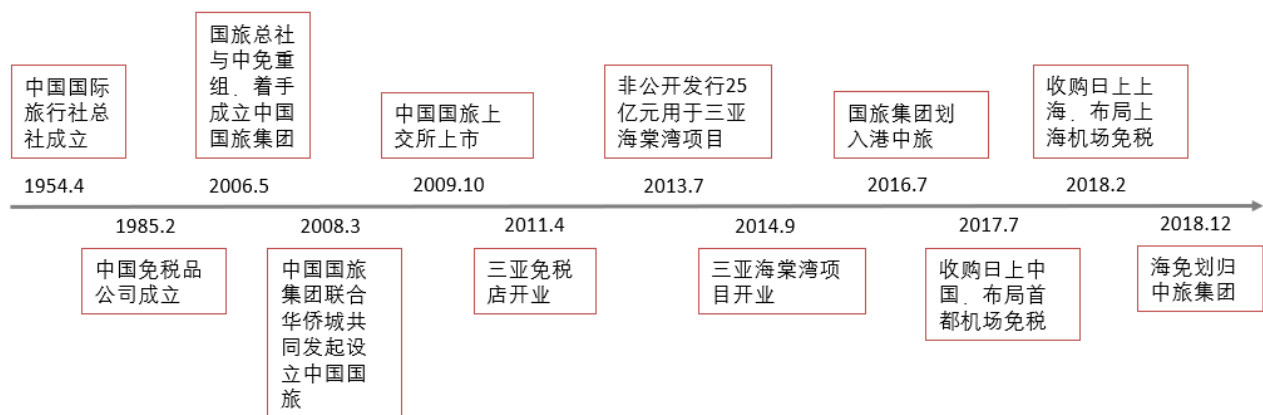 中国国际
旅行社总
社成立
1954.4
1985.2
中国免税品
公司成立
国旅总社
与中免重
组，着手
成立中国
国旅集团
2006.5
2008.3
中国国旅
集团联合
华侨城共
同发起设
立中国国
旅
中国国旅上
交所上市
2009.10
2011.4
三亚免税
店开业
非公开发行25
亿元用于三亚
海棠湾项目
2013.7
2014.9
三亚海棠湾项
目开业
国旅集团划
入港中旅
2016.7
2017.7
收购日上中
国，布局首
都机场免税
收购日上上
海，布局上
海机场免税
2018.2
2018.12
海免划归
中旅集团